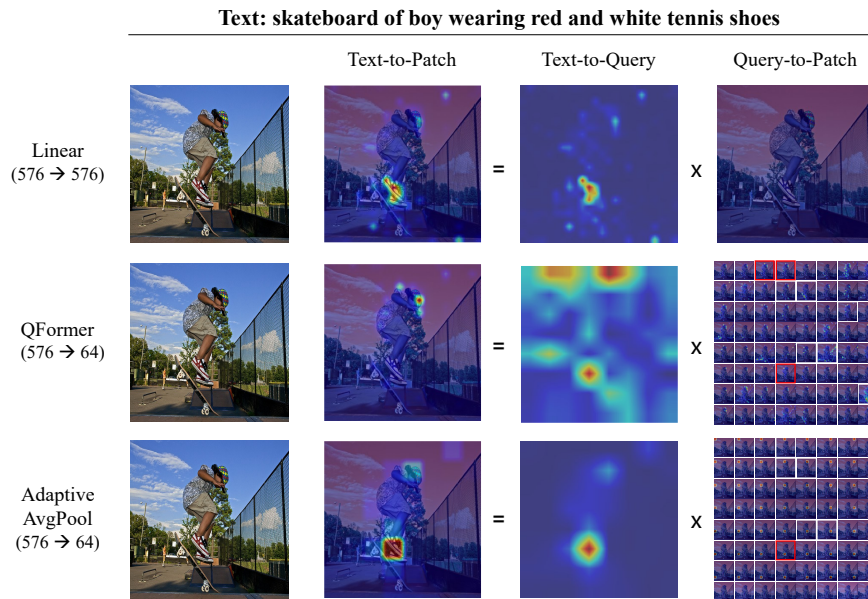 Text: skateboard of boy wearing red and white tennis shoes
Text-to-Patch Text-to-Query Query-to-Patch
Linear
(576 → 576)
= x
QFormer
(576 → 64)
= x
Adaptive
AvgPool
(576 → 64)
= x